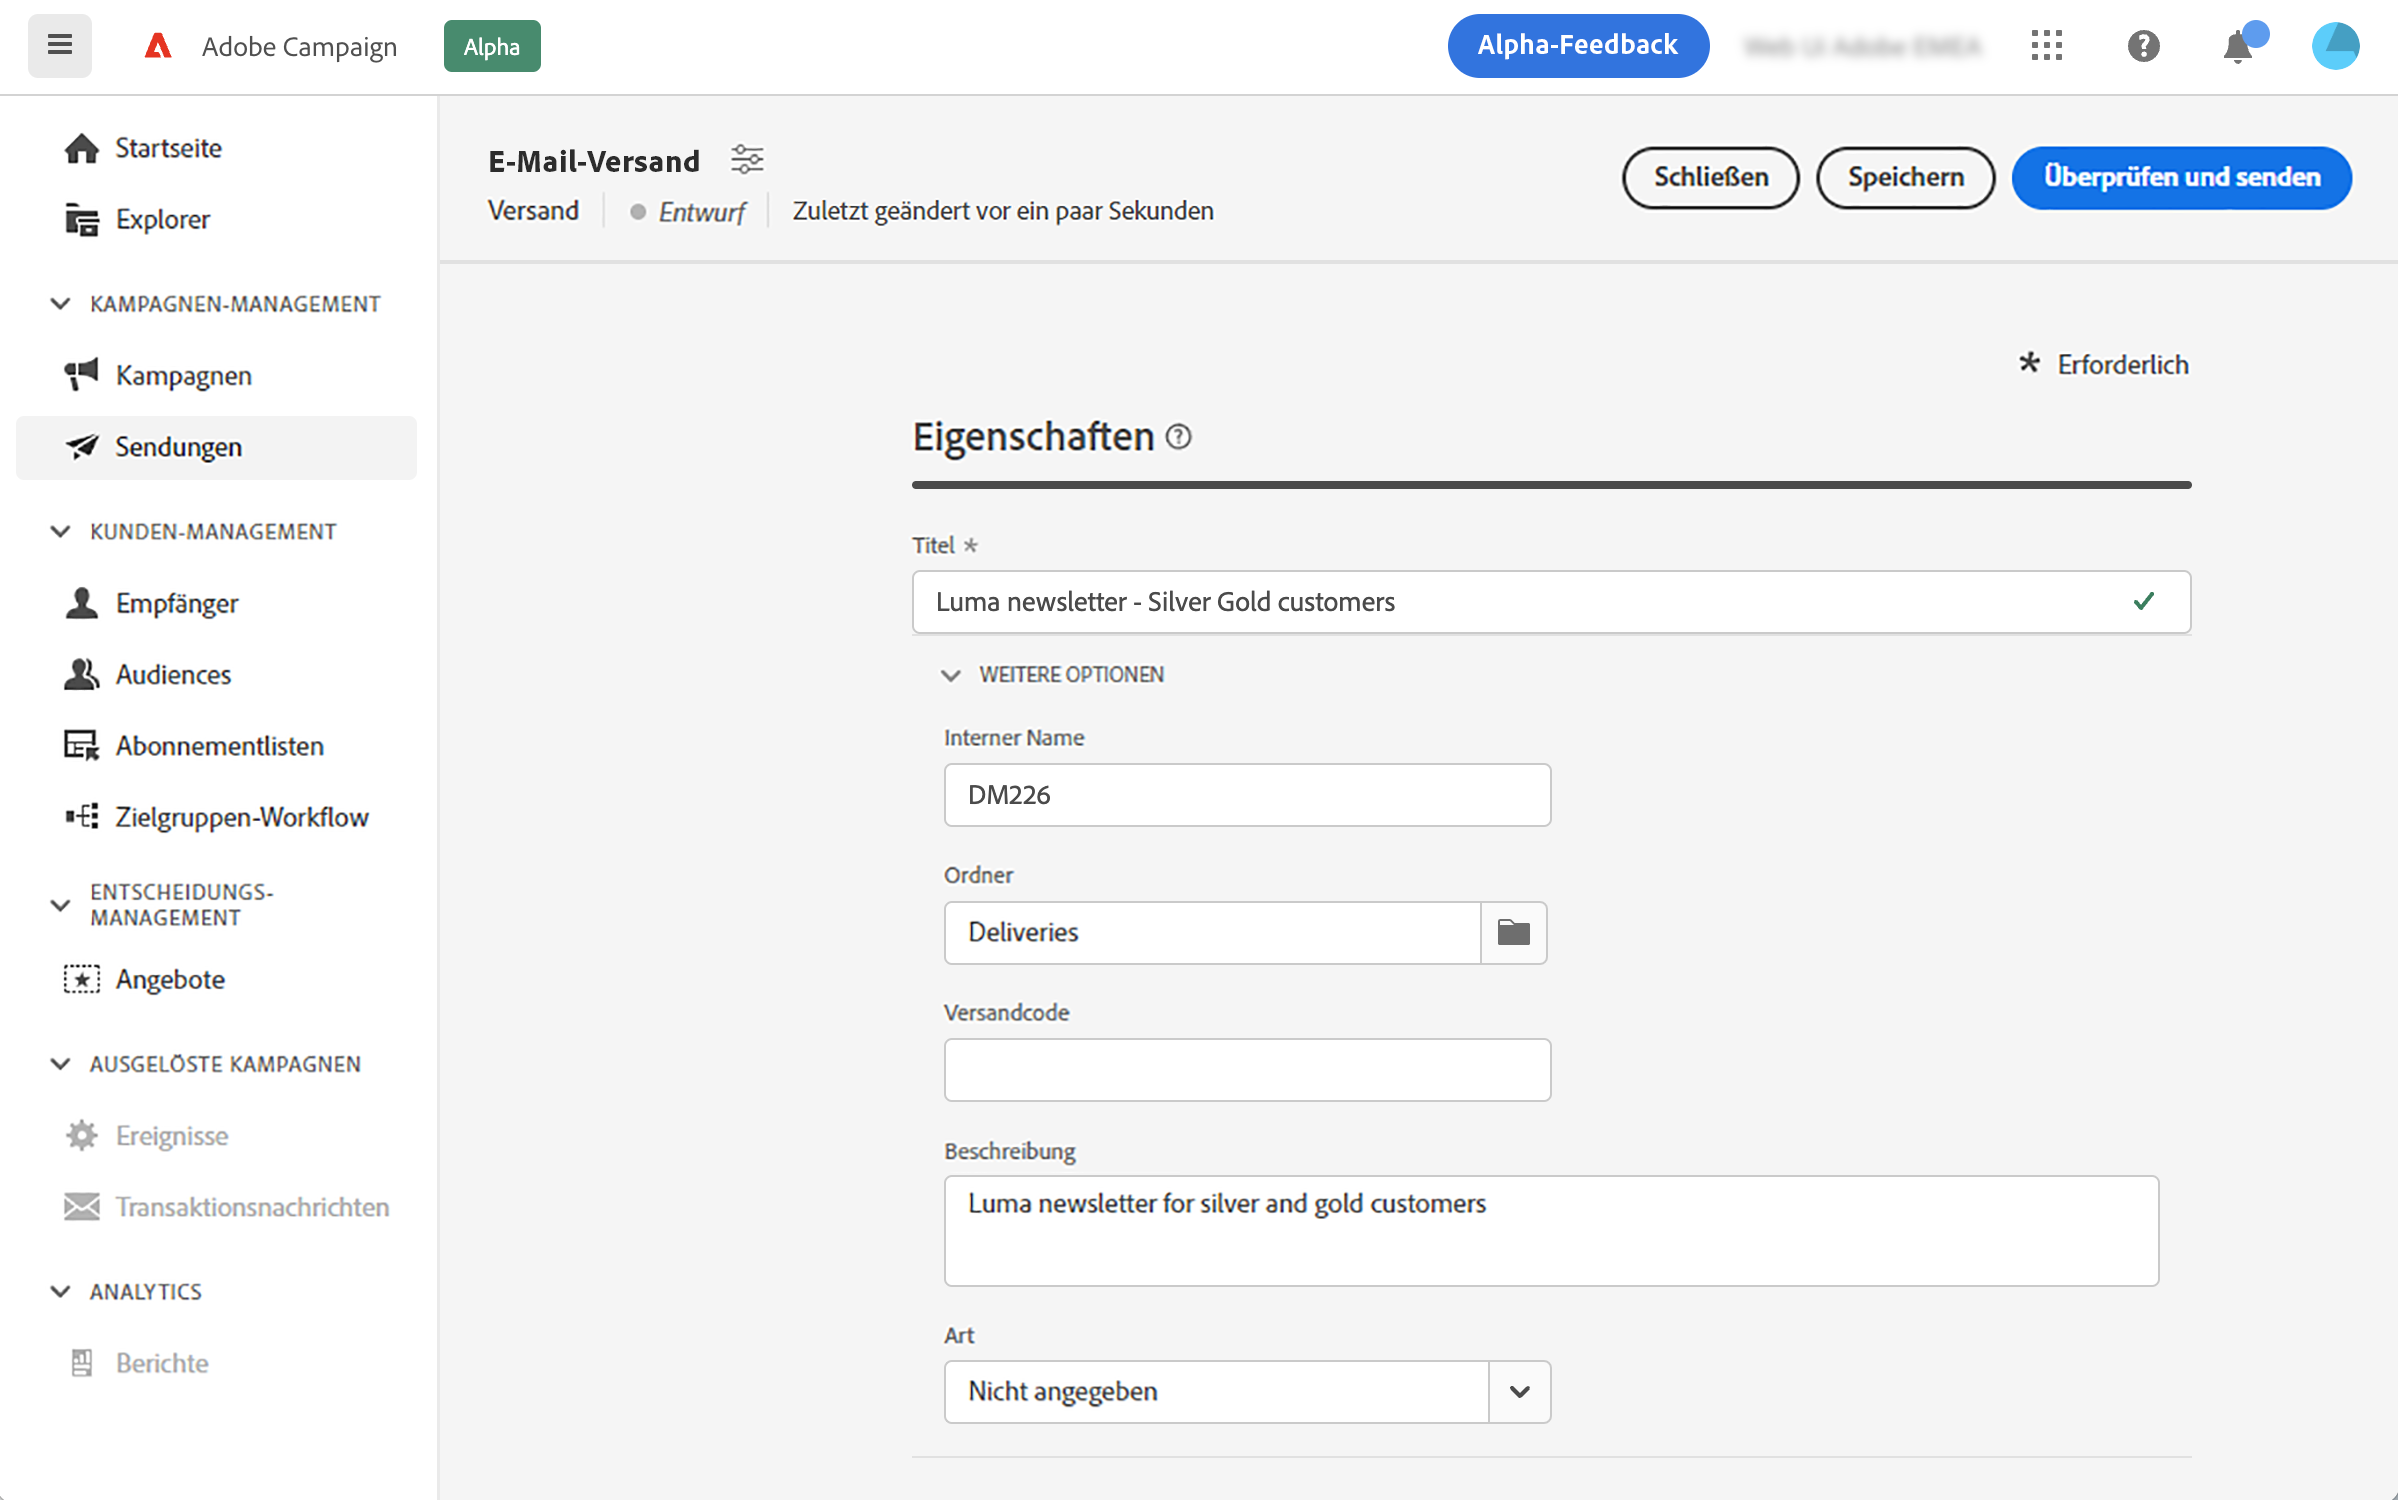 Adobe Campaign
Alpha
Alpha-Feedback
Startseite
Explorer
KAMPAGNEN-MANAGEMENT
Kampagnen
Sendungen
KUNDEN-MANAGEMENT
Empfänger
Audiences
Abonnementlisten
Zielgruppen-Workflow
ENTSCHEIDUNGS-
MANAGEMENT
Angebote
AUSGELÖSTE KAMPAGNEN
Ereignisse
Transaktionsnachrichten
ANALYTICS
Berichte
E-Mail-Versand
Versand
Entwurf
Zuletzt geändert vor ein paar Sekunden
Schließen
Speichern
Überprüfen und senden
* Erforderlich
Eigenschaften
Titel *
Luma newsletter - Silver Gold customers
WEITERE OPTIONEN
Interner Name
DM226
Ordner
Deliveries
Versandcode
Beschreibung
Luma newsletter for silver and gold customers
Art
Nicht angegeben